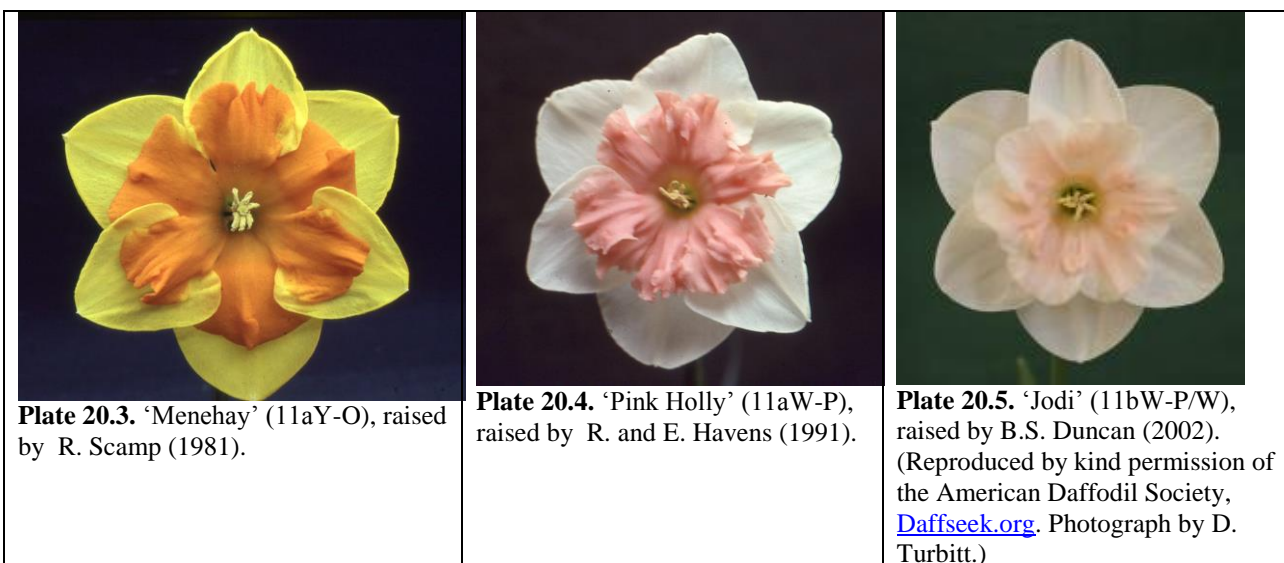 Plate 20.3. ‘Menehay’ (11aY-O), raised
by R. Scamp (1981).
Plate 20.4. ‘Pink Holly’ (11aW-P),
raised by R. and E. Havens (1991).
Plate 20.5. ‘Jodi’ (11bW-P/W),
raised by B.S. Duncan (2002).
(Reproduced by kind permission of
the American Daffodil Society,
Daffseek.org. Photograph by D.
Turbitt.)